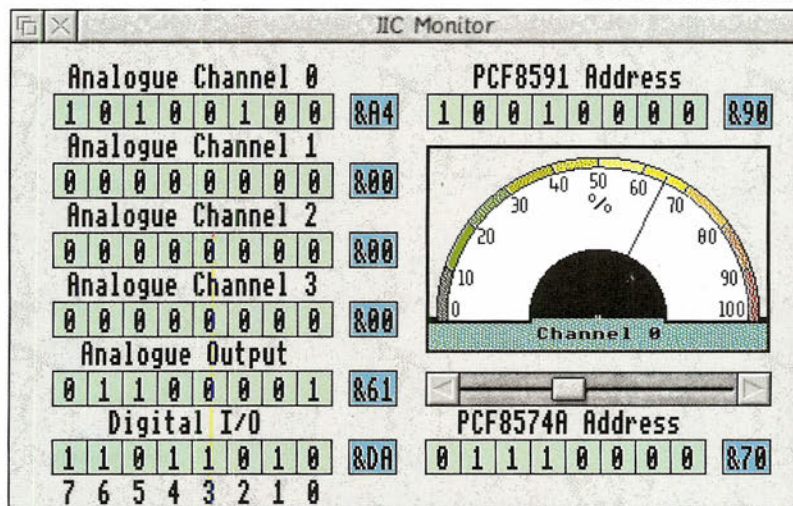 IIC Monitor
Analogue Channel 0
1 0 1 0 0 1 0 0 &A4
Analogue Channel 1
0 0 0 0 0 0 0 0 &00
Analogue Channel 2
0 0 0 0 0 0 0 0 &00
Analogue Channel 3
0 0 0 0 0 0 0 0 &00
Analogue Output
0 1 1 0 0 0 0 1 &61
Digital I/O
1 1 0 1 1 0 1 0 &DA
7 6 5 4 3 2 1 0
PCF8591 Address
1 0 0 1 0 0 0 0 &90
0 10 20 30 40 50 60 70 80 90 100
%
Channel 0
PCF8574A Address
0 1 1 1 0 0 0 0 &70